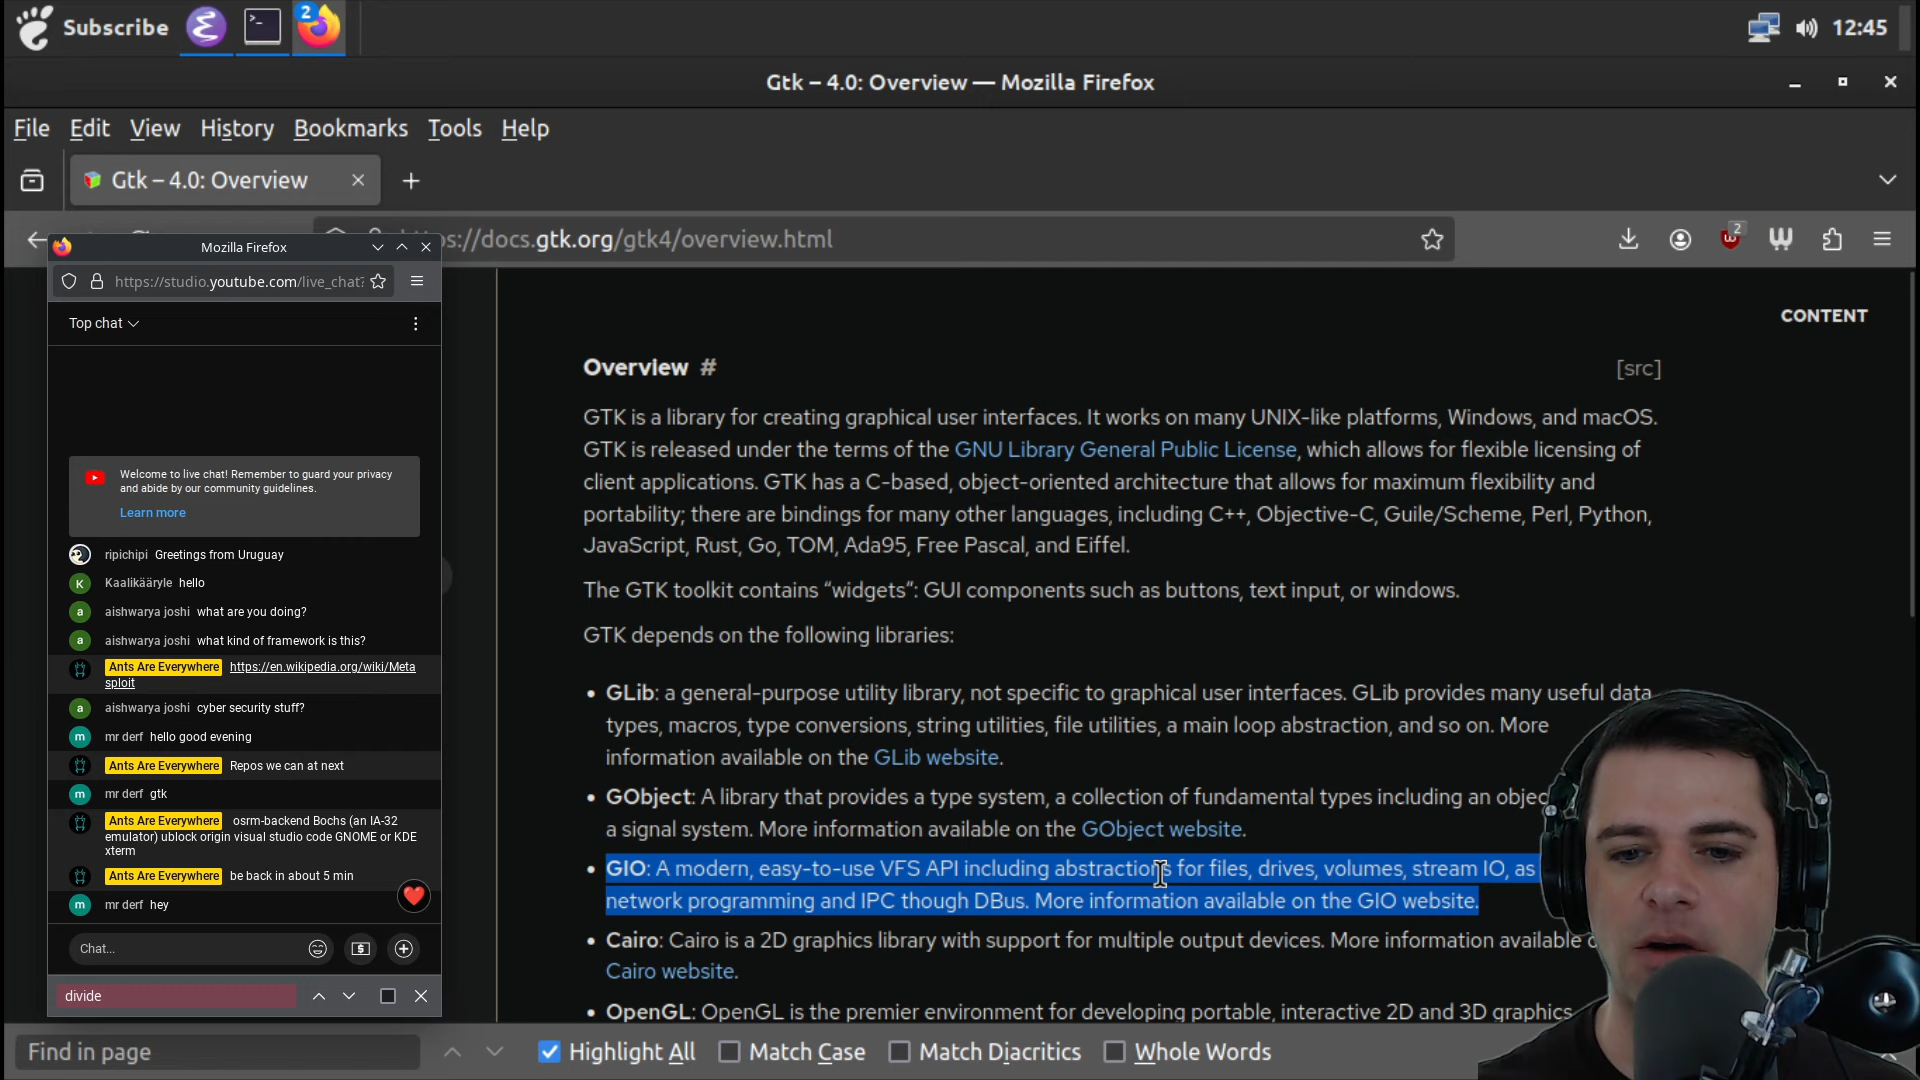 Subscribe
2
12:45
Gtk – 4.0: Overview — Mozilla Firefox
File Edit View History Bookmarks Tools Help
Gtk – 4.0: Overview
s://docs.gtk.org/gtk4/overview.html
2
Mozilla Firefox
https://studio.youtube.com/live_chat?
Top chat
Welcome to live chat! Remember to guard your privacy
and abide by our community guidelines.
Learn more
ripichipi Greetings from Uruguay
K
Kaalikääryle hello
a
aishwarya joshi what are you doing?
a
aishwarya joshi what kind of framework is this?
Ants Are Everywhere https://en.wikipedia.org/wiki/Meta
sploit
a
aishwarya joshi cyber security stuff?
m
mr derf hello good evening
Ants Are Everywhere Repos we can at next
m
mr derf gtk
Ants Are Everywhere osrm-backend Bochs (an IA-32
emulator) ublock origin visual studio code GNOME or KDE
xterm
Ants Are Everywhere be back in about 5 min
m
mr derf hey
Chat...
divide
CONTENT
Overview #
[src]
GTK is a library for creating graphical user interfaces. It works on many UNIX-like platforms, Windows, and macOS.
GTK is released under the terms of the GNU Library General Public License, which allows for flexible licensing of
client applications. GTK has a C-based, object-oriented architecture that allows for maximum flexibility and
portability; there are bindings for many other languages, including C++, Objective-C, Guile/Scheme, Perl, Python,
JavaScript, Rust, Go, TOM, Ada95, Free Pascal, and Eiffel.
The GTK toolkit contains “widgets”: GUI components such as buttons, text input, or windows.
GTK depends on the following libraries:
• GLib: a general-purpose utility library, not specific to graphical user interfaces. GLib provides many useful data
types, macros, type conversions, string utilities, file utilities, a main loop abstraction, and so on. More
information available on the GLib website.
• GObject: A library that provides a type system, a collection of fundamental types including an objec
a signal system. More information available on the GObject website.
• GIO: A modern, easy-to-use VFS API including abstractions for files, drives, volumes, stream IO, as
network programming and IPC though DBus. More information available on the GIO website.
• Cairo: Cairo is a 2D graphics library with support for multiple output devices. More information available o
Cairo website.
• OpenGL: OpenGL is the premier environment for developing portable, interactive 2D and 3D graphics
Find in page
Highlight All
Match Case
Match Diacritics
Whole Words